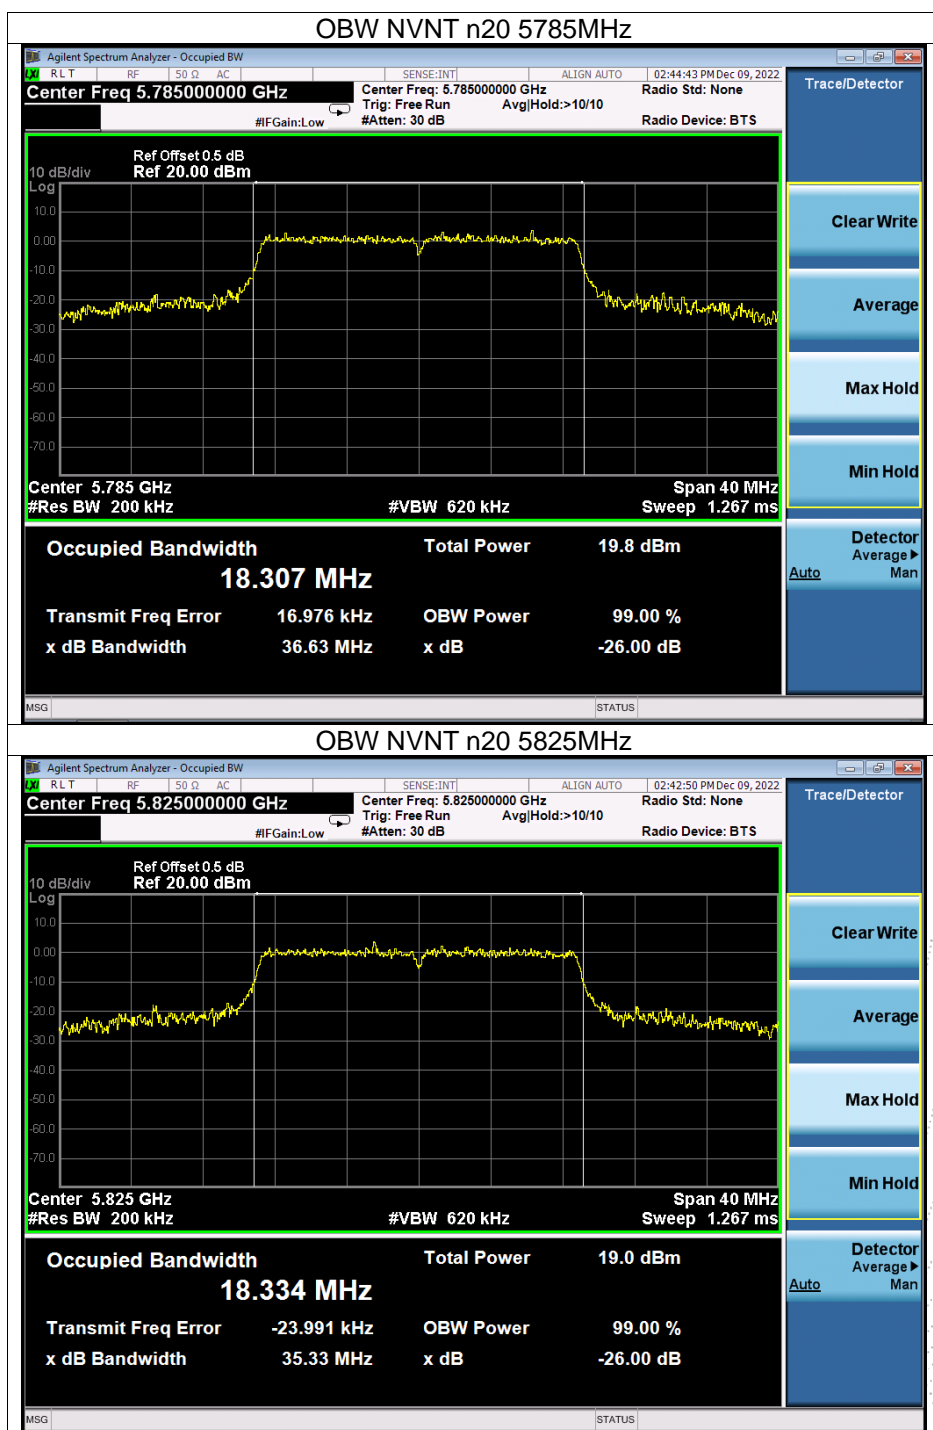 OBW NVNT n20 5785MHz
Agilent Spectrum Analyzer - Occupied BW
LXI RLT RF 50 Ω AC SENSE:INT ALIGN AUTO 02:44:43 PM Dec 09, 2022
Center Freq 5.785000000 GHz
Center Freq: 5.785000000 GHz
Radio Std: None
Trig: Free Run Avg|Hold:>10/10
#IFGain:Low #Atten: 30 dB Radio Device: BTS
Trace/Detector
Ref Offset 0.5 dB
10 dB/div Ref 20.00 dBm
Log
10.0
0.00
-10.0
-20.0
-30.0
-40.0
-50.0
-60.0
-70.0
Center 5.785 GHz Span 40 MHz
#Res BW 200 kHz #VBW 620 kHz Sweep 1.267 ms
Clear Write
Average
Max Hold
Min Hold
Detector
Average
Auto Man
Occupied Bandwidth Total Power 19.8 dBm
18.307 MHz
Transmit Freq Error 16.976 kHz OBW Power 99.00 %
x dB Bandwidth 36.63 MHz x dB -26.00 dB
MSG STATUS
OBW NVNT n20 5825MHz
Agilent Spectrum Analyzer - Occupied BW
LXI RLT RF 50 Ω AC SENSE:INT ALIGN AUTO 02:42:50 PM Dec 09, 2022
Center Freq 5.825000000 GHz
Center Freq: 5.825000000 GHz
Radio Std: None
Trig: Free Run Avg|Hold:>10/10
#IFGain:Low #Atten: 30 dB Radio Device: BTS
Trace/Detector
Ref Offset 0.5 dB
10 dB/div Ref 20.00 dBm
Log
10.0
0.00
-10.0
-20.0
-30.0
-40.0
-50.0
-60.0
-70.0
Center 5.825 GHz Span 40 MHz
#Res BW 200 kHz #VBW 620 kHz Sweep 1.267 ms
Clear Write
Average
Max Hold
Min Hold
Detector
Average
Auto Man
Occupied Bandwidth Total Power 19.0 dBm
18.334 MHz
Transmit Freq Error -23.991 kHz OBW Power 99.00 %
x dB Bandwidth 35.33 MHz x dB -26.00 dB
MSG STATUS